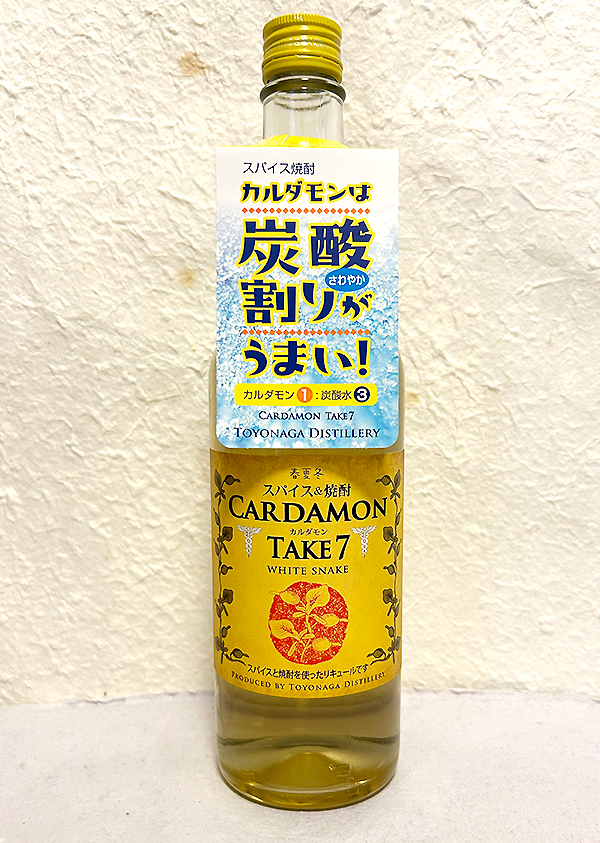 スパイス焼酎
カルダモンは
炭酸
さわやか
割りが
うまい！
カルダモン1：炭酸水3
CARDAMON TAKE7
TOYONAGA DISTILLERY
春夏冬
スパイス&焼酎
CARDAMON
カルダモン
TAKE 7
WHITE SNAKE
スパイスと焼酎を使ったリキュールです
PRODUCED BY TOYONAGA DISTILLERY